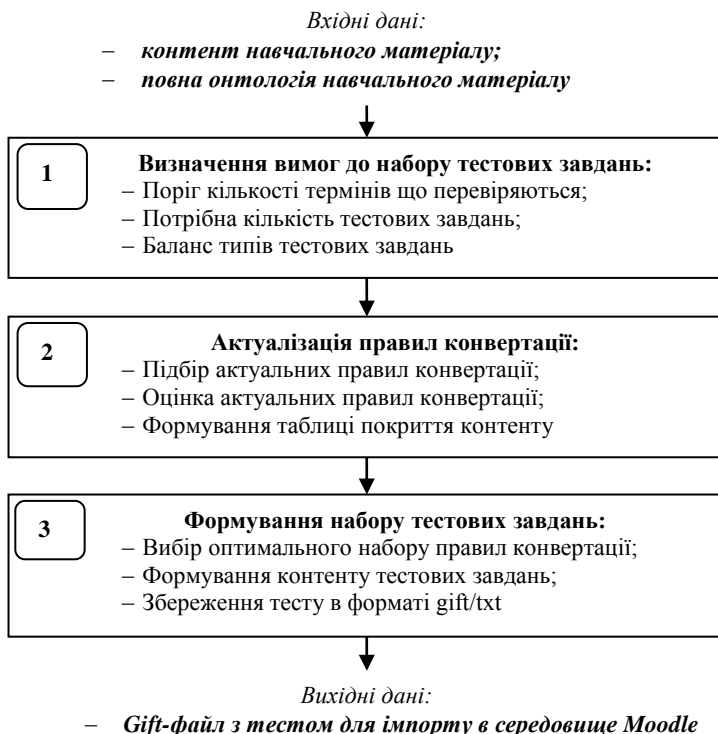 Вхідні дані:
– контент навчального матеріалу;
– повна онтологія навчального матеріалу
1
Визначення вимог до набору тестових завдань:
– Поріг кількості термінів що перевіряються;
– Потрібна кількість тестових завдань;
– Баланс типів тестових завдань
2
Актуалізація правил конвертації:
– Підбір актуальних правил конвертації;
– Оцінка актуальних правил конвертації;
– Формування таблиці покриття контенту
3
Формування набору тестових завдань:
– Вибір оптимального набору правил конвертації;
– Формування контенту тестових завдань;
– Збереження тесту в форматі gift/txt
Вихідні дані:
– Gift-файл з тестом для імпорту в середовище Moodle